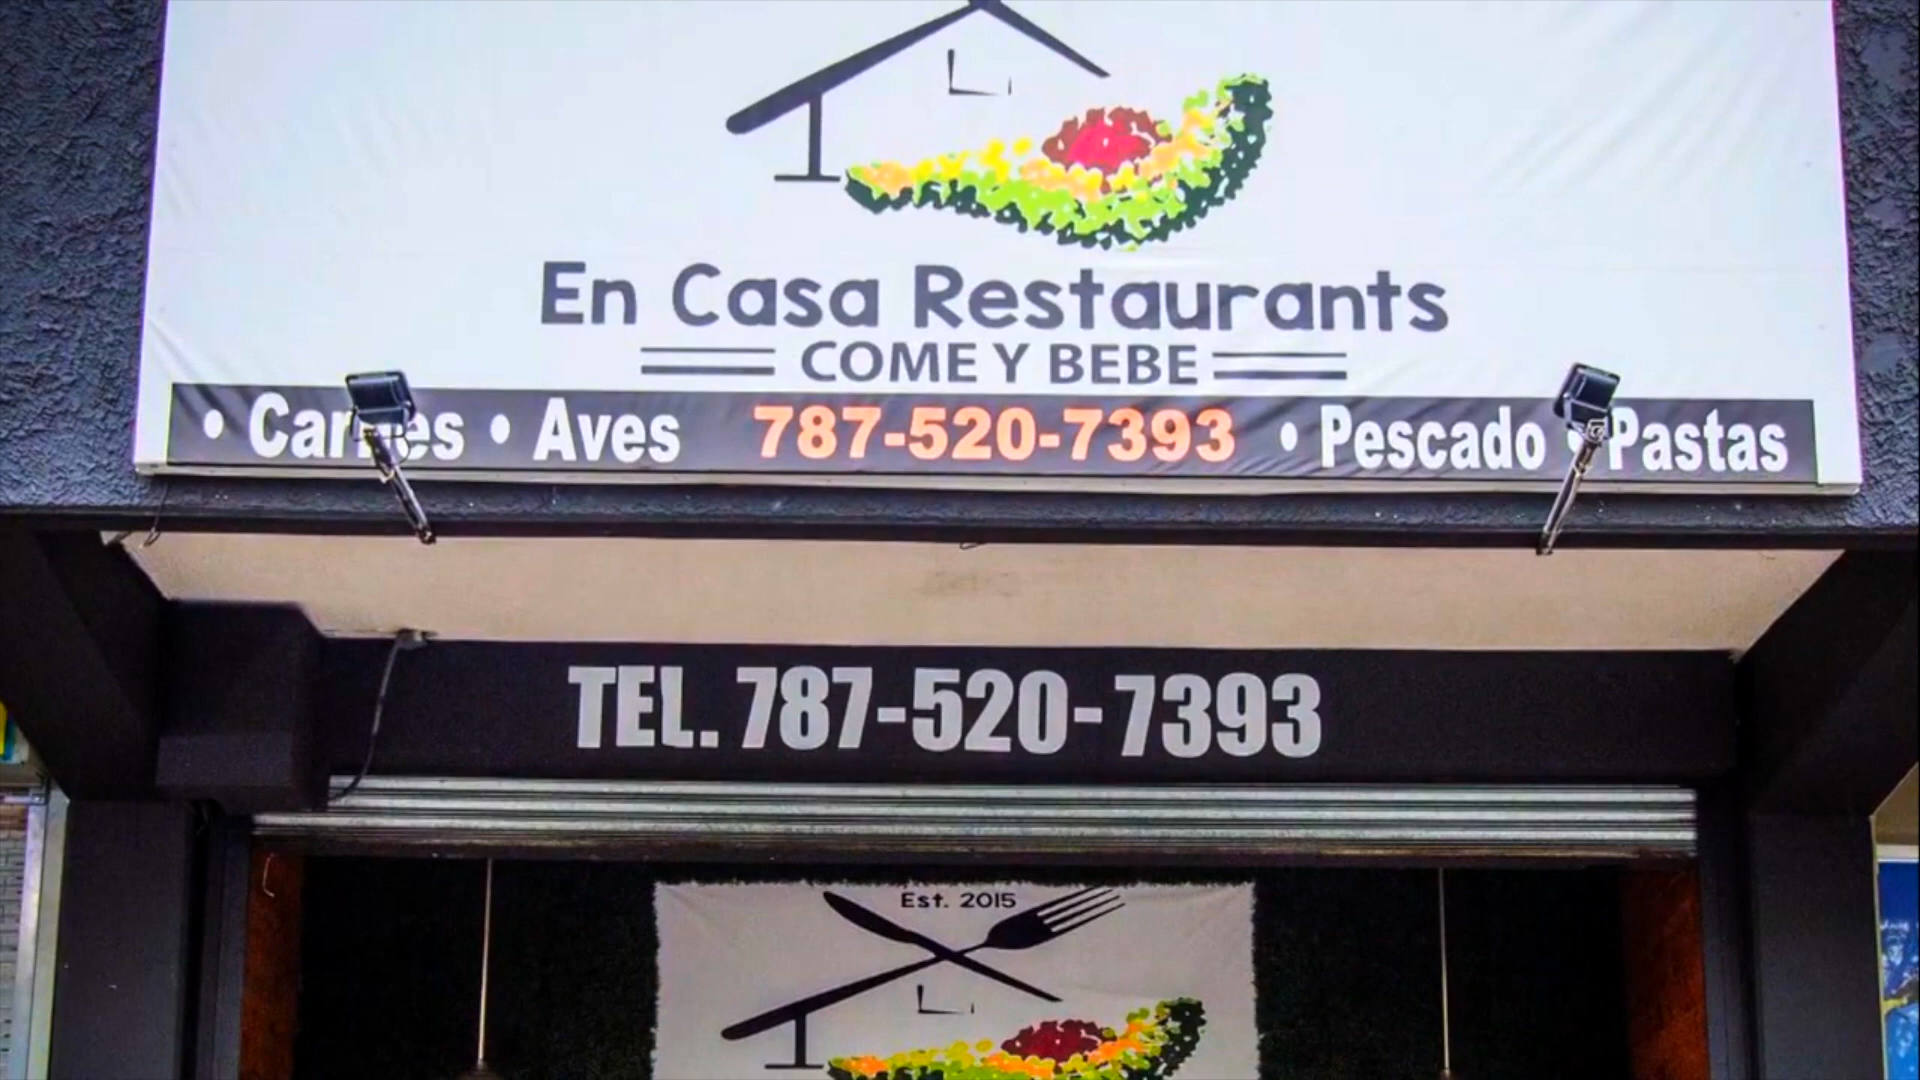 En Casa Restaurants
COME Y BEBE
• Carnes • Aves 787-520-7393 • Pescado • Pastas
TEL. 787-520-7393
Est. 2015